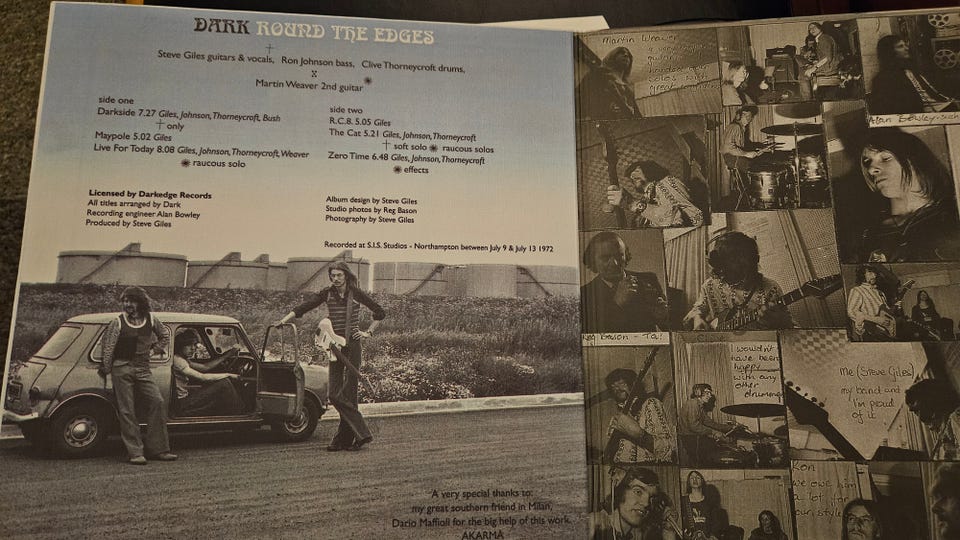 DARK ROUND THE EDGES
†
Steve Giles guitars & vocals, Ron Johnson bass, Clive Thorneycroft drums,
x
Martin Weaver 2nd guitar ✺
side one
Darkside 7.27 Giles, Johnson, Thorneycroft, Bush
† only
Maypole 5.02 Giles
Live For Today 8.08 Giles, Johnson, Thorneycroft, Weaver
✺ raucous solo
side two
R.C.8. 5.05 Giles
The Cat 5.21 Giles, Johnson, Thorneycroft
† soft solo ✺ raucous solos
Zero Time 6.48 Giles, Johnson, Thorneycroft
✺ effects
Licensed by Darkedge Records
All titles arranged by Dark
Recording engineer Alan Bowley
Produced by Steve Giles
Album design by Steve Giles
Studio photos by Reg Bason
Photography by Steve Giles
Recorded at S.I.S. Studios - Northampton between July 9 & July 13 1972
A very special thanks to:
my great southern friend in Milan,
Dario Maffioli for the big help of this work.
AKARMA
Martin Weaver
guitar
solo with
great
Alan Bowley
Reg Bason - Ta!
I wouldn't
have been
happy
with any
other
drummer
Me (Steve Giles)
my band and
I'm proud
of it
Ron
we owe him
a lot for
our style